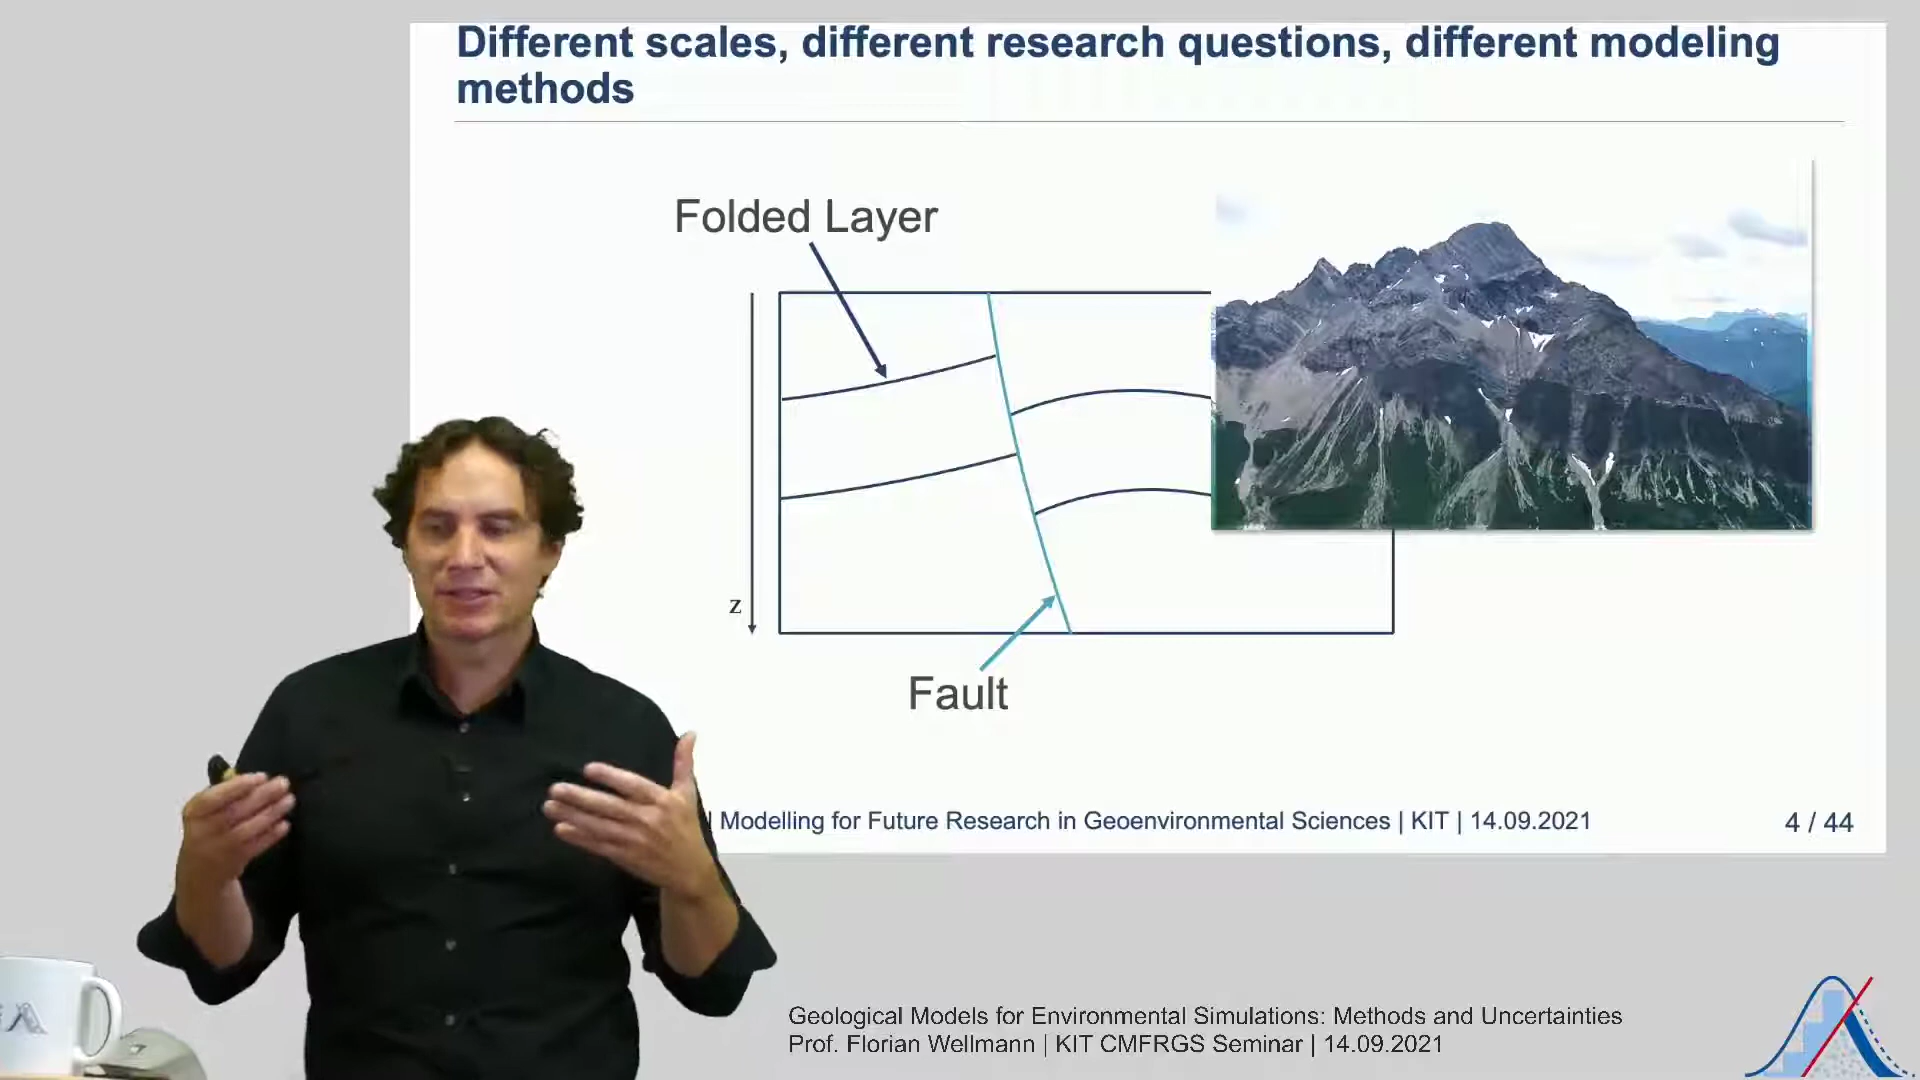 Different scales, different research questions, different modeling
methods
Folded Layer
z
Fault
Modelling for Future Research in Geoenvironmental Sciences | KIT | 14.09.2021
4 / 44
Geological Models for Environmental Simulations: Methods and Uncertainties
Prof. Florian Wellmann | KIT CMFRGS Seminar | 14.09.2021